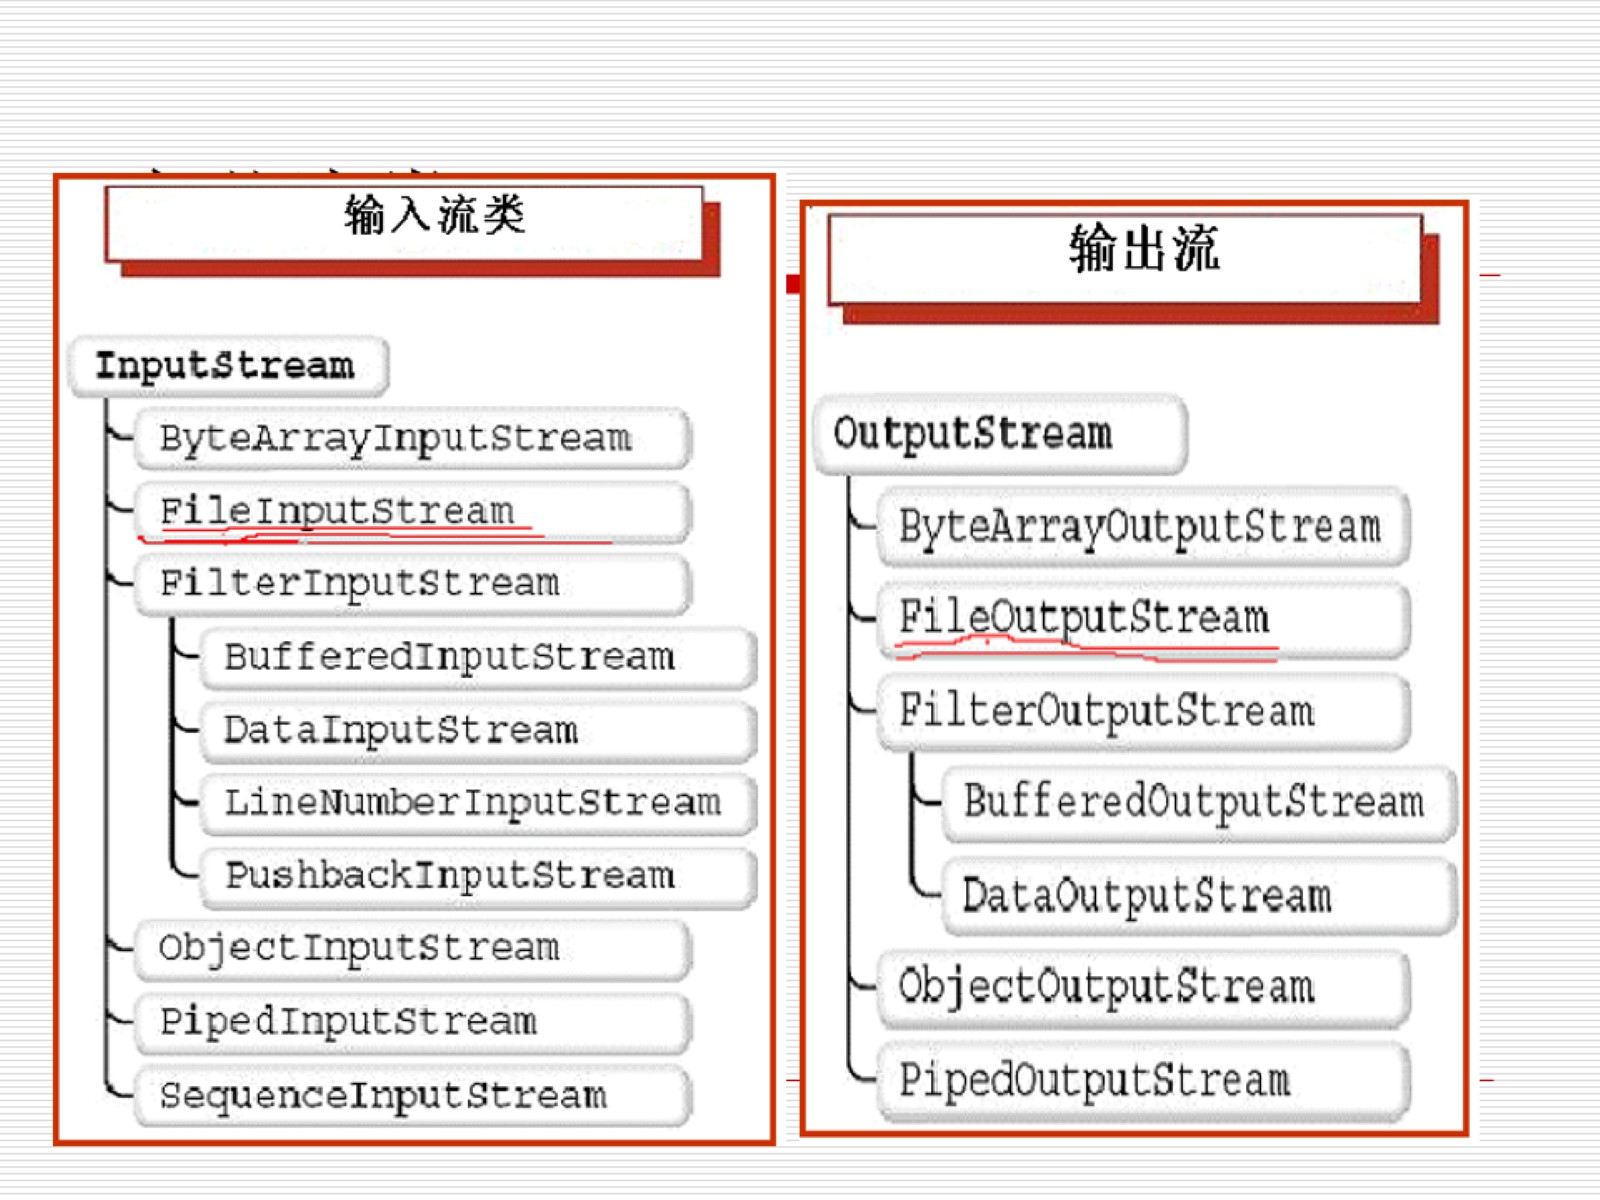 输入流类
InputStream
ByteArrayInputStream
FileInputStream
FilterInputStream
BufferedInputStream
DataInputStream
LineNumberInputStream
PushbackInputStream
ObjectInputStream
PipedInputStream
SequenceInputStream
输出流
OutputStream
ByteArrayOutputStream
FileOutputStream
FilterOutputStream
BufferedOutputStream
DataOutputStream
ObjectOutputStream
PipedOutputStream